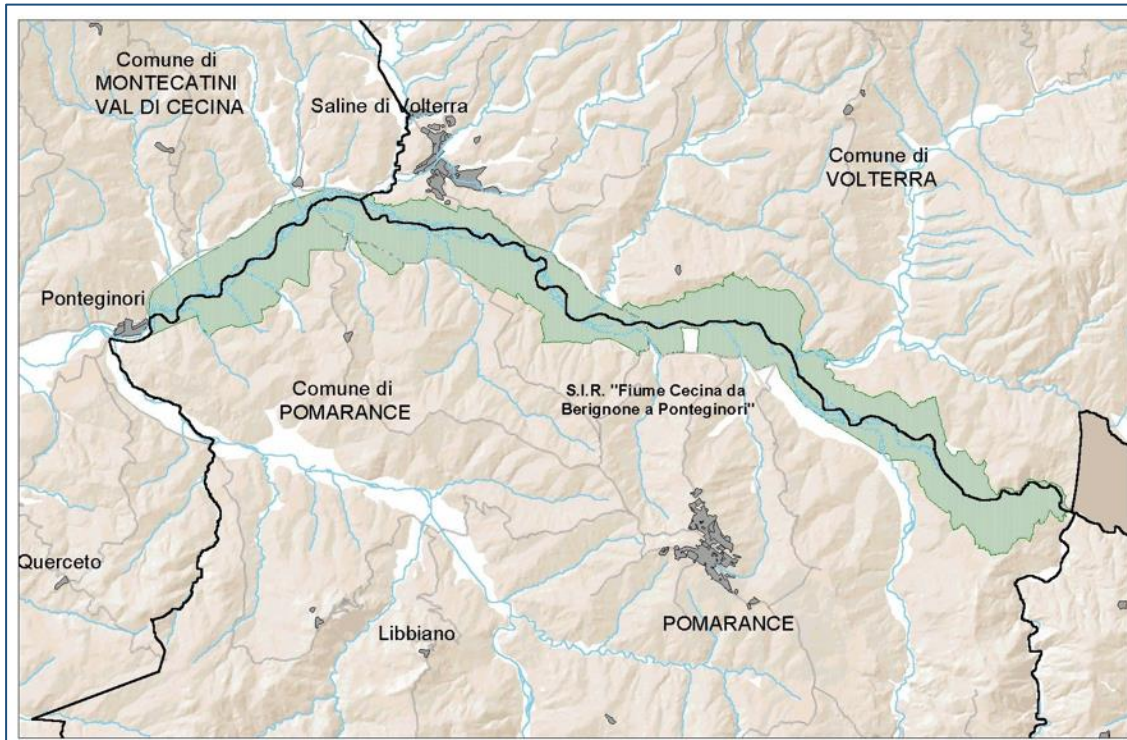 Comune di
MONTECATINI
VAL DI CECINA
Saline di Volterra
Comune di
VOLTERRA
Ponteginori
Comune di
POMARANCE
S.I.R. "Fiume Cecina da
Berignone a Ponteginori"
Querceto
Libbiano
POMARANCE